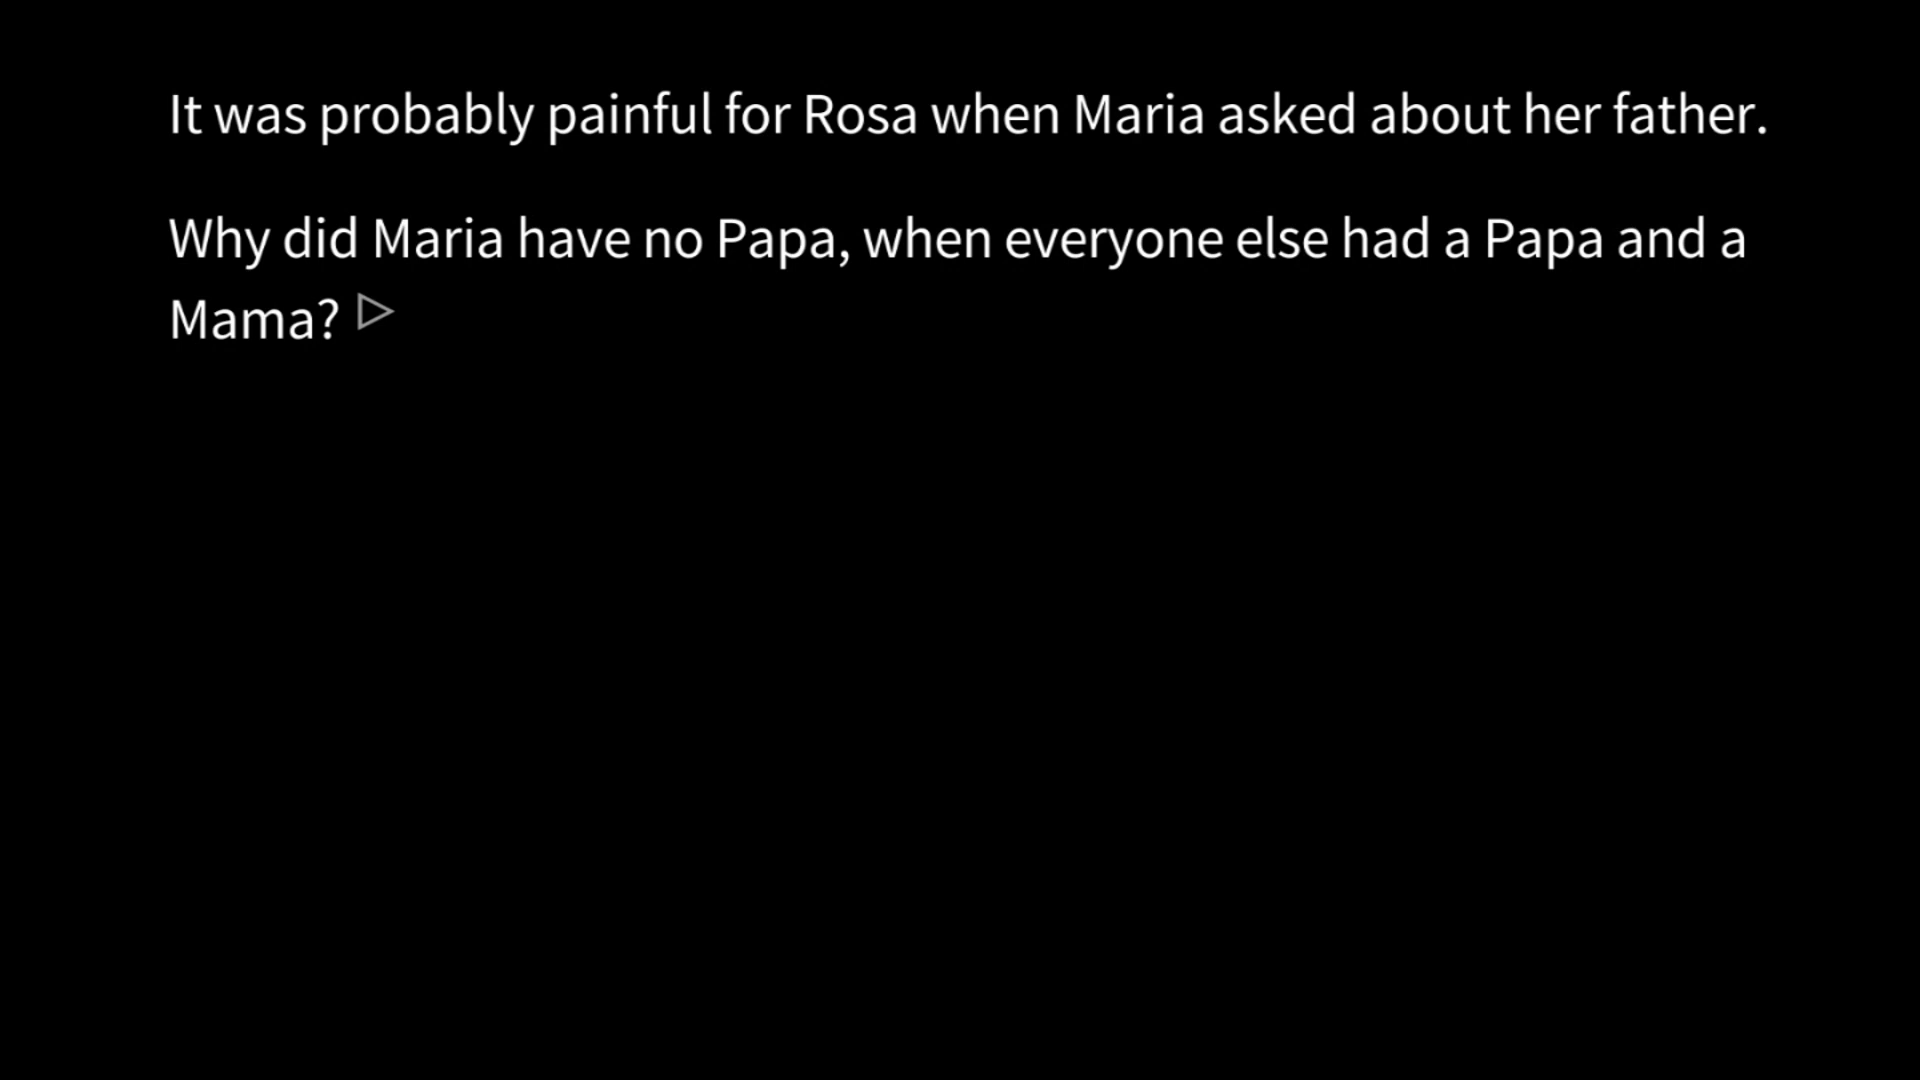 It was probably painful for Rosa when Maria asked about her father.
Why did Maria have no Papa, when everyone else had a Papa and a
Mama?